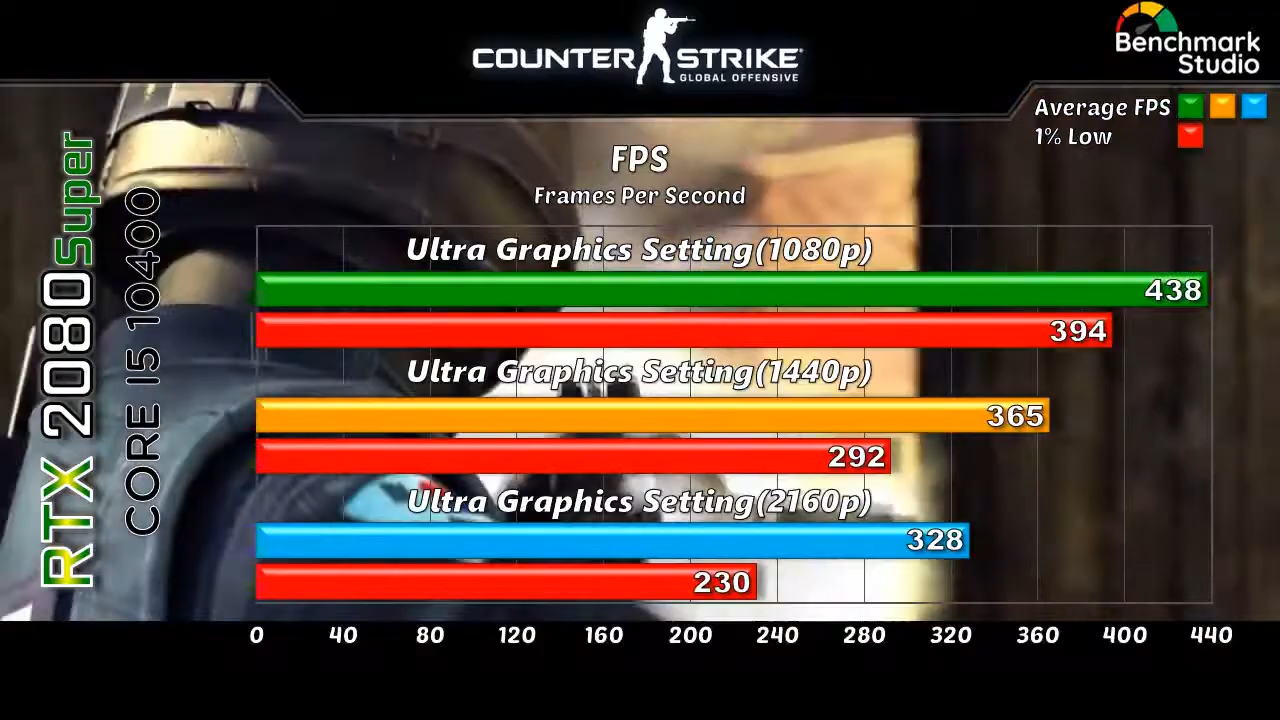 COUNTER STRIKE
GLOBAL OFFENSIVE
Benchmark
Studio
Average FPS
1% Low
FPS
Frames Per Second
RTX 2080 Super
CORE I5 10400
Ultra Graphics Setting(1080p)
438
394
Ultra Graphics Setting(1440p)
365
292
Ultra Graphics Setting(2160p)
328
230
0 40 80 120 160 200 240 280 320 360 400 440